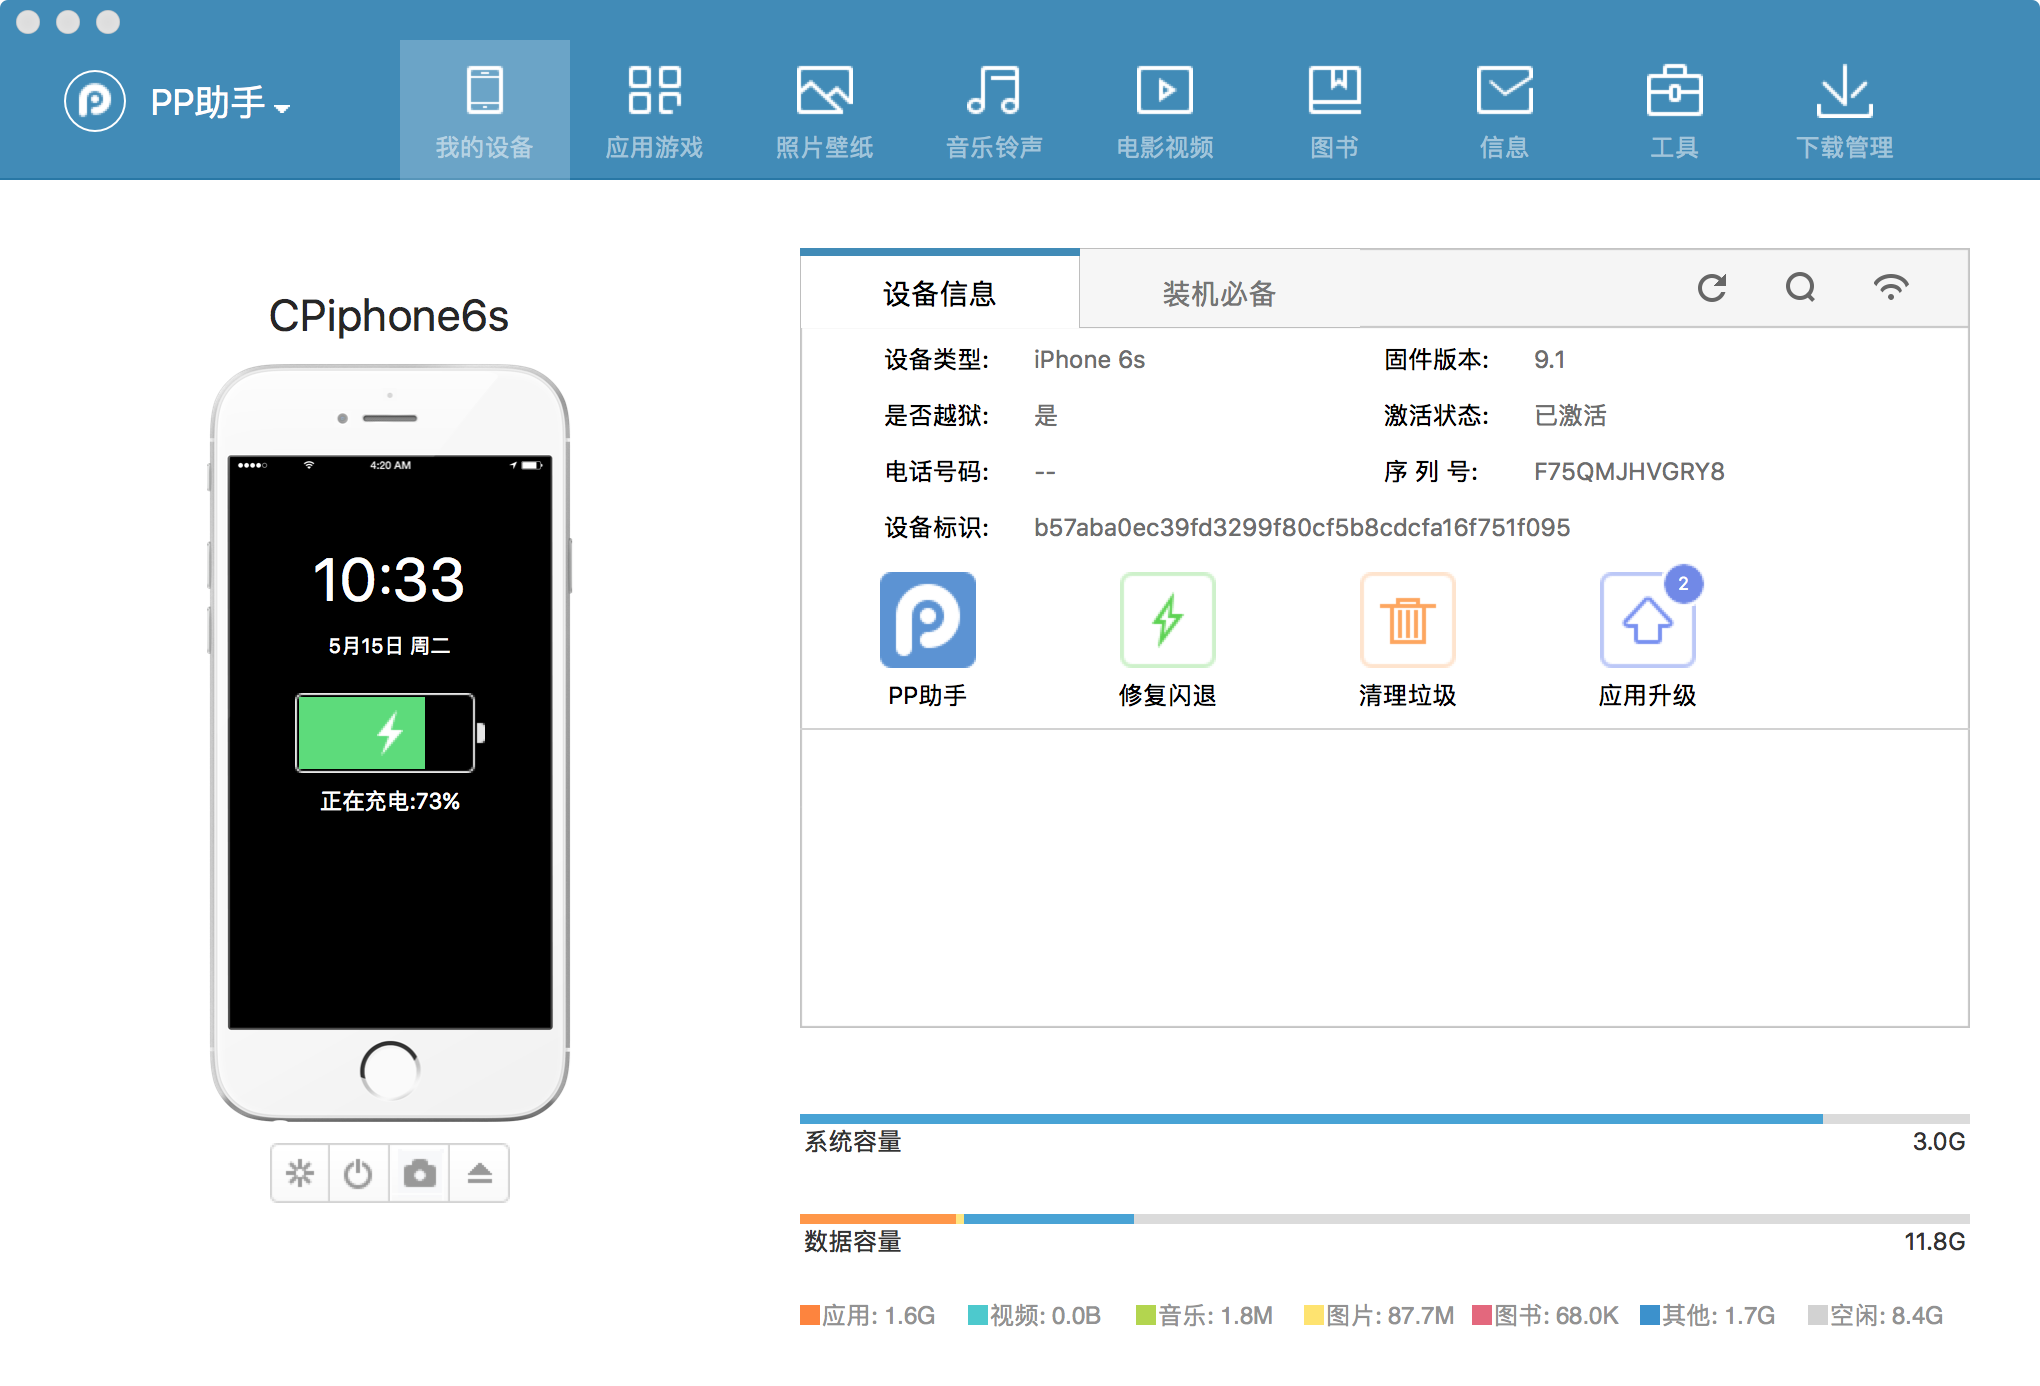 PP助手
我的设备
应用游戏
照片壁纸
音乐铃声
电影视频
图书
信息
工具
下载管理
CPiphone6s
4:20 AM
10:33
5月15日 周二
正在充电:73%
设备信息
装机必备
设备类型: iPhone 6s 固件版本: 9.1
是否越狱: 是 激活状态: 已激活
电话号码: -- 序 列 号: F75QMJHVGRY8
设备标识: b57aba0ec39fd3299f80cf5b8cdcfa16f751f095
2
PP助手
修复闪退
清理垃圾
应用升级
系统容量 3.0G
数据容量 11.8G
应用: 1.6G 视频: 0.0B 音乐: 1.8M 图片: 87.7M 图书: 68.0K 其他: 1.7G 空闲: 8.4G